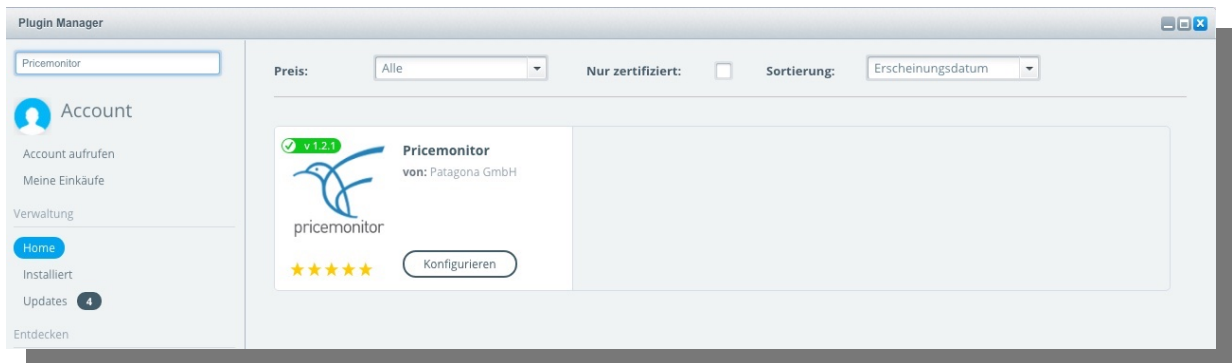 Plugin Manager
Pricemonitor
Account
Account aufrufen
Meine Einkäufe
Verwaltung
Home
Installiert
Updates 4
Entdecken
Preis: Alle Nur zertifiziert: Sortierung: Erscheinungsdatum
v 1.2.1
pricemonitor
Pricemonitor
von: Patagona GmbH
Konfigurieren